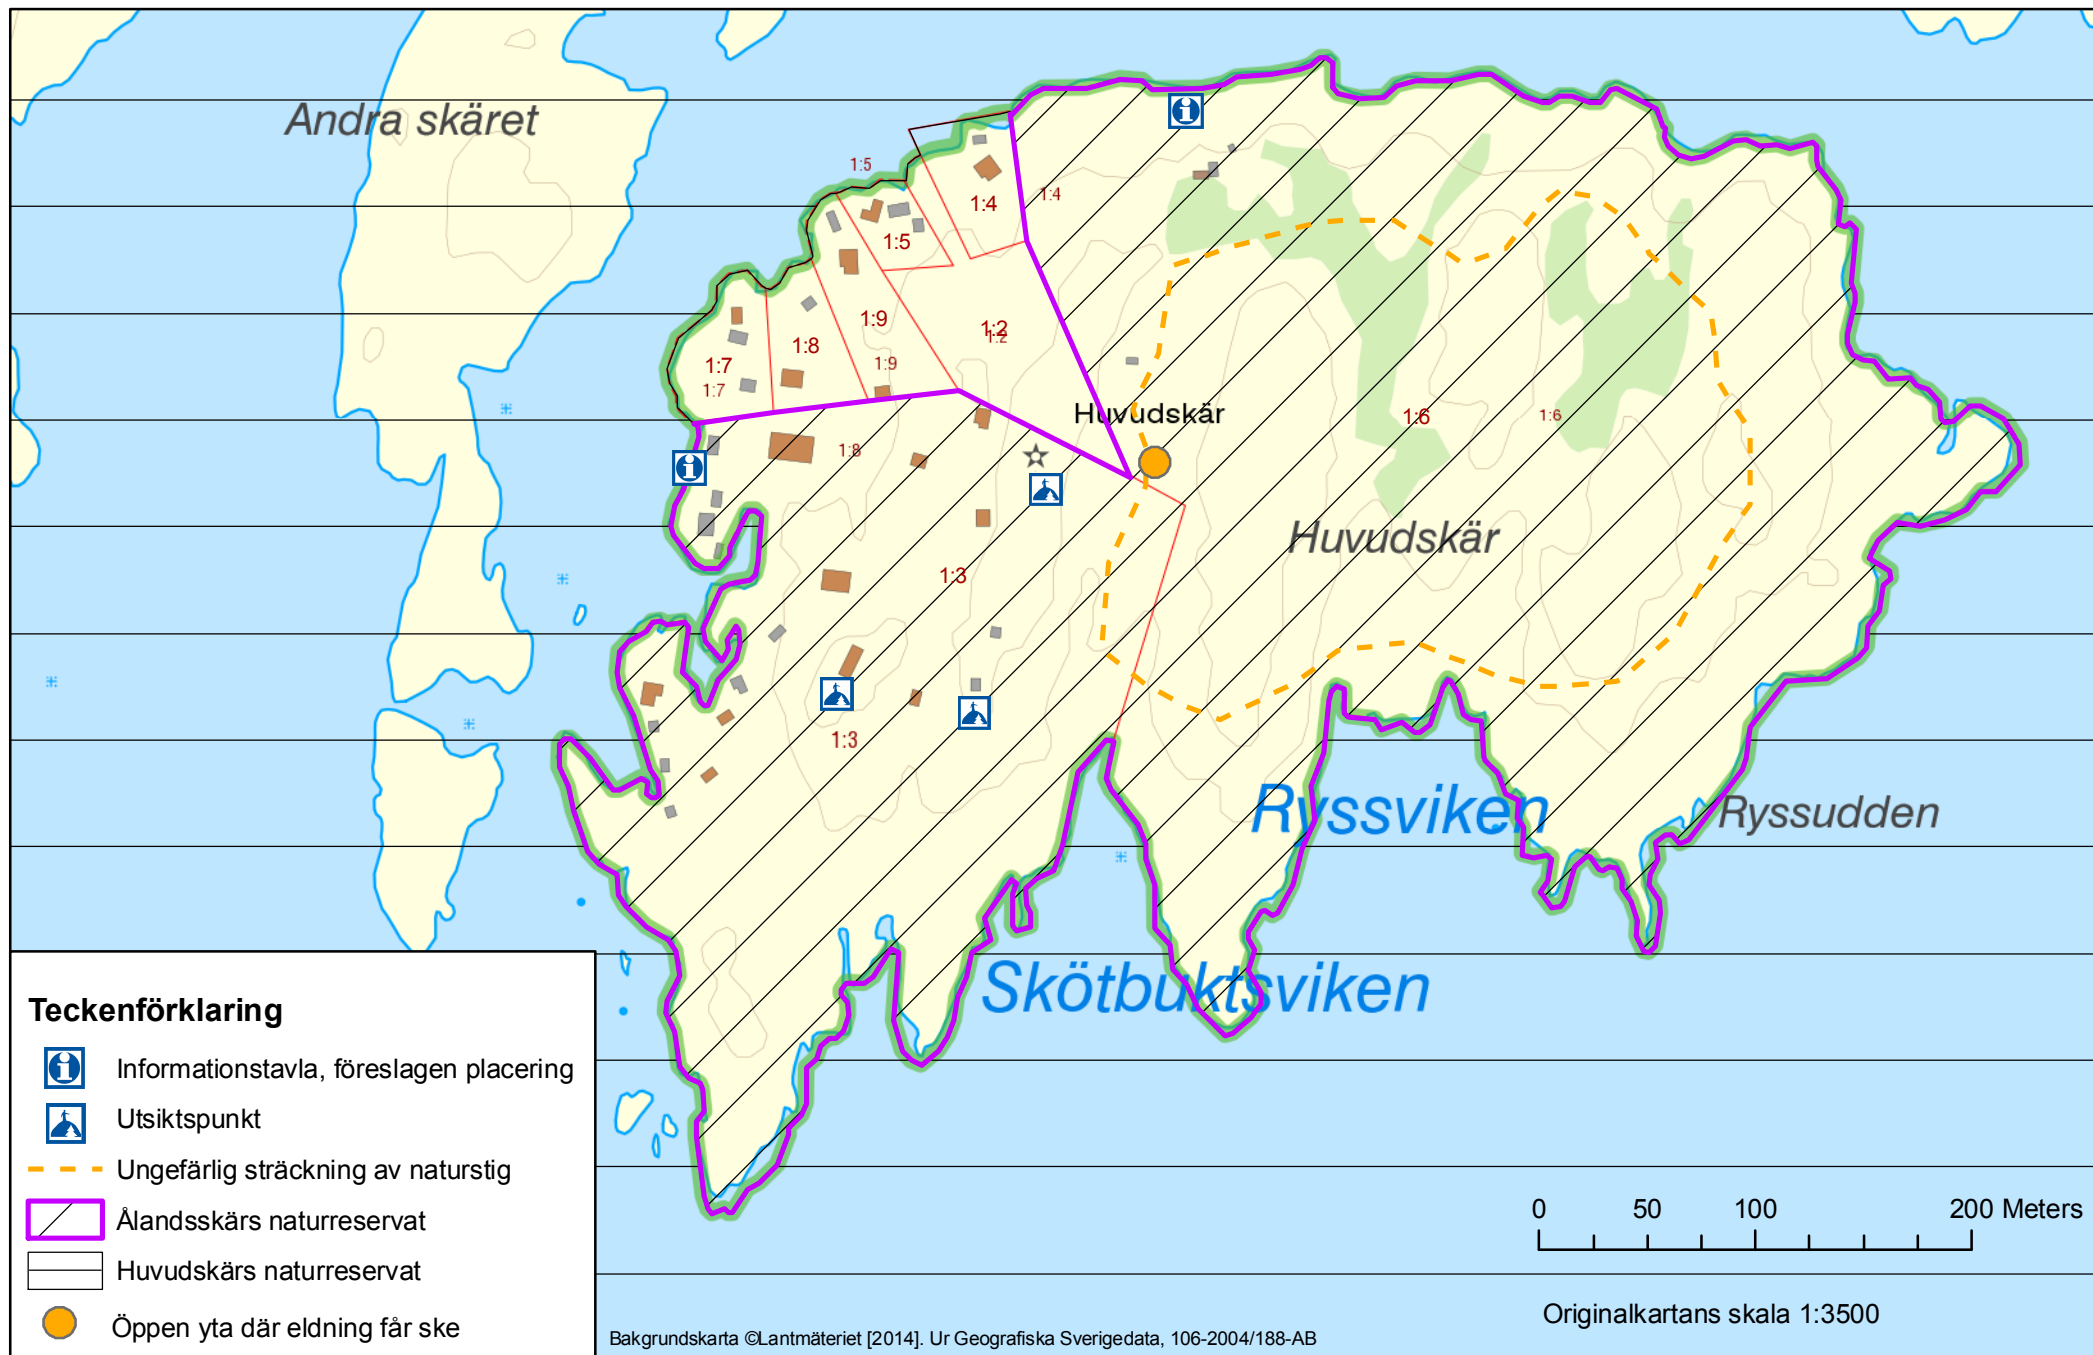 Andra skäret
1:5
1:4
1:4
1:5
1:9
1:2
1:2
1:8
1:7
1:9
1:7
Huvudskär
1:6
1:6
1:8
Huvudskär
1:3
1:3
Ryssviken
Ryssudden
Skötbuktsviken
Teckenförklaring
Informationstavla, föreslagen placering
Utsiktspunkt
Ungefärlig sträckning av naturstig
Ålandsskärs naturreservat
Huvudskärs naturreservat
Öppen yta där eldning får ske
0 50 100 200 Meters
Originalkartans skala 1:3500
Bakgrundskarta ©Lantmäteriet [2014]. Ur Geografiska Sverigedata, 106-2004/188-AB